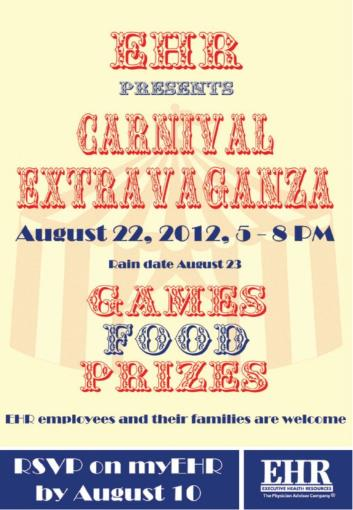 EHR
PRESENTS
CARNIVAL
EXTRAVAGANZA
August 22, 2012, 5 - 8 PM
Rain date August 23
GAMES
FOOD
PRIZES
EHR employees and their families are welcome
RSVP on myEHR
by August 10
EHR
EXECUTIVE HEALTH RESOURCES
The Physician Advisor Company®